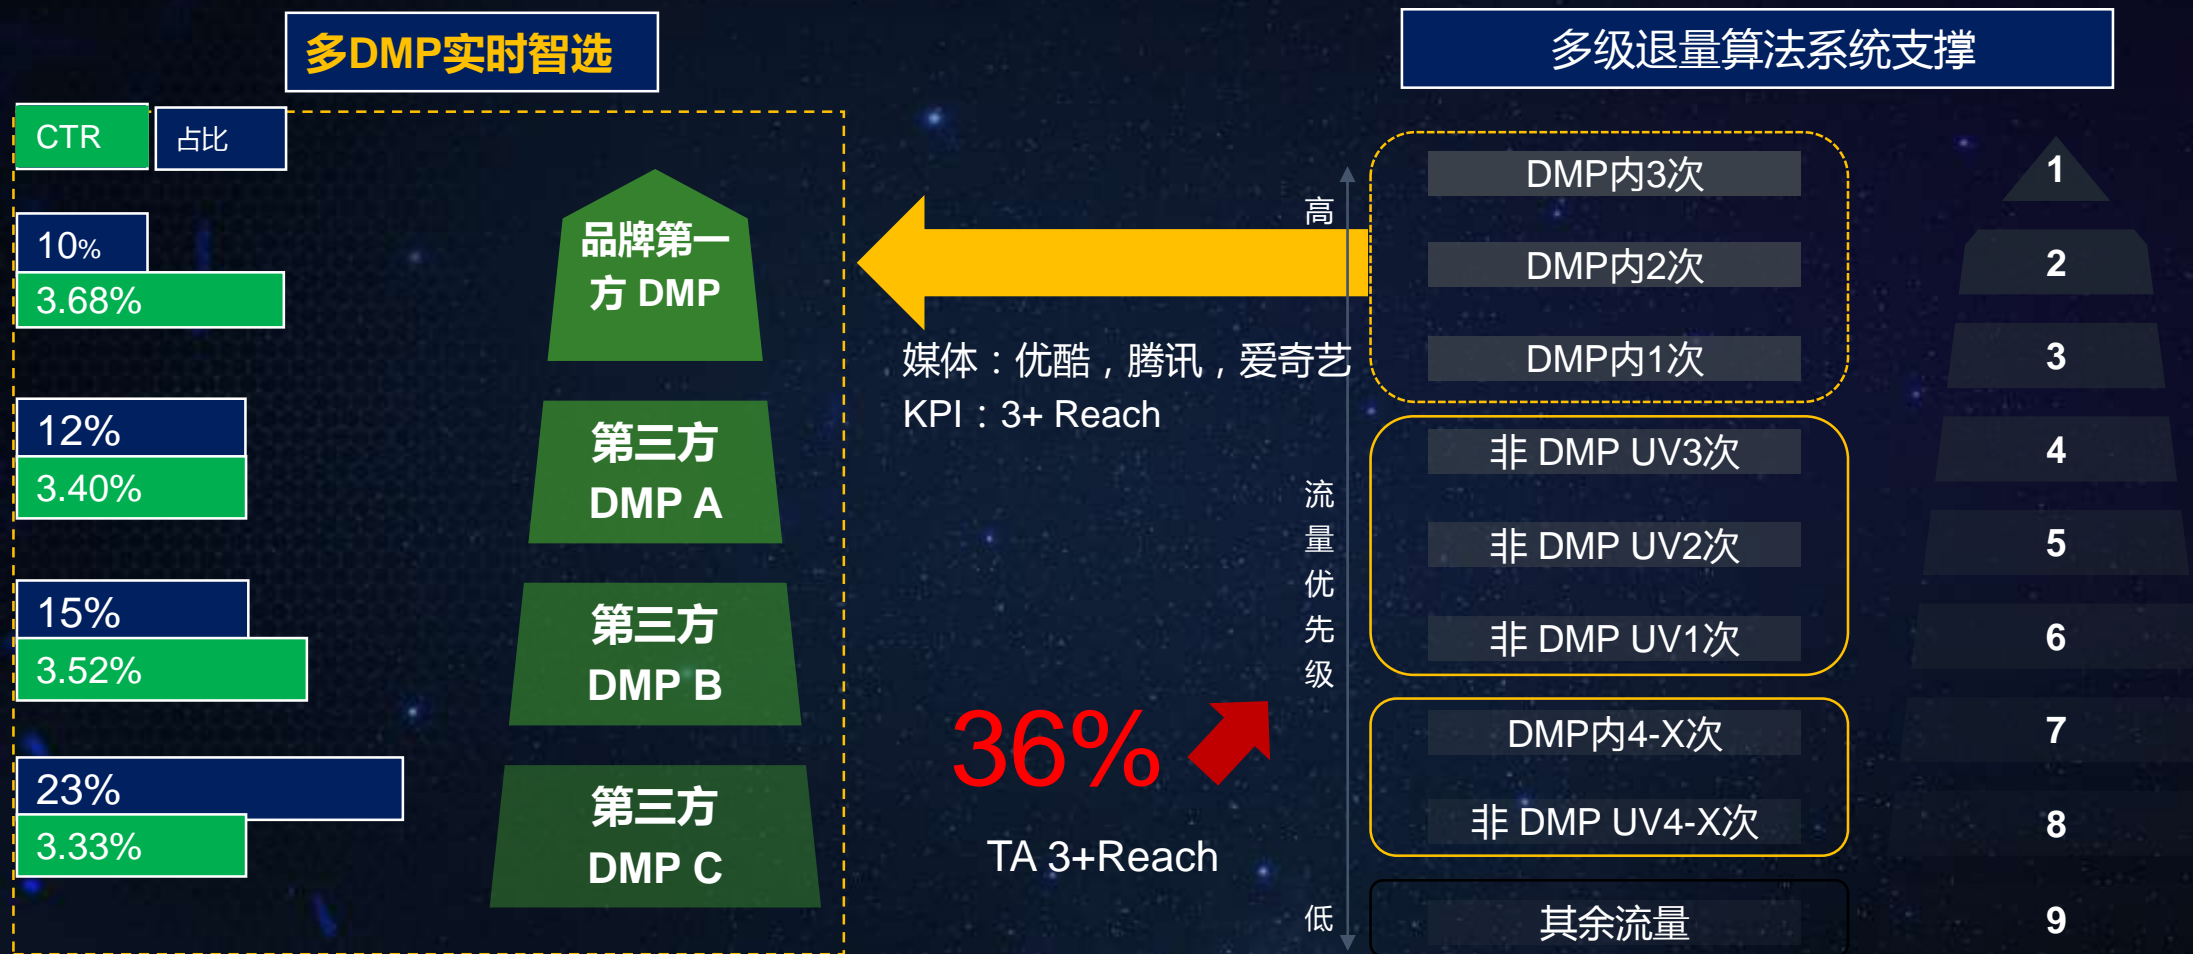 多DMP实时智选
多级退量算法系统支撑
CTR
占比
10%
3.68%
12%
3.40%
15%
3.52%
23%
3.33%
品牌第一
方 DMP
第三方
DMP A
第三方
DMP B
第三方
DMP C
媒体：优酷，腾讯，爱奇艺
KPI：3+ Reach
36%
TA 3+Reach
高
流
量
优
先
级
低
DMP内3次
1
DMP内2次
2
DMP内1次
3
非 DMP UV3次
4
非 DMP UV2次
5
非 DMP UV1次
6
DMP内4-X次
7
非 DMP UV4-X次
8
其余流量
9